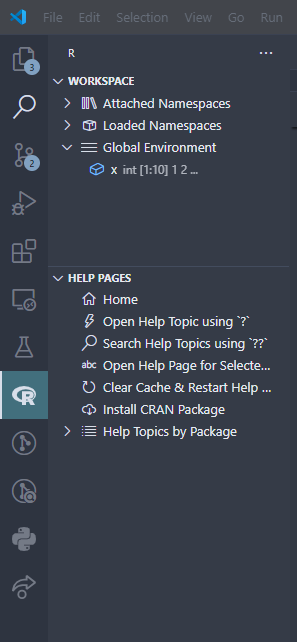 File Edit View Go Run
R ...
WORKSPACE
Attached Namespaces
Loaded Namespaces
Global Environment
x int [1:10] 1 2 ...
HELP PAGES
Home
Open Help Topic using `?`
Search Help Topics using `??`
abc Open Help Page for Selecte...
Clear Cache & Restart Help ...
Install CRAN Package
Help Topics by Package
3
2
R